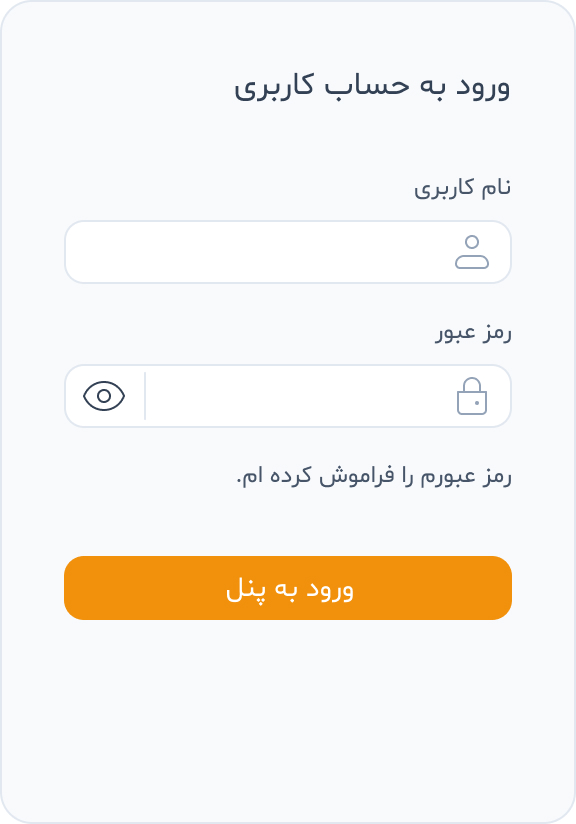 ورود به حساب کاربری
نام کاربری
رمز عبور
رمز عبورم را فراموش کرده ام.
ورود به پنل